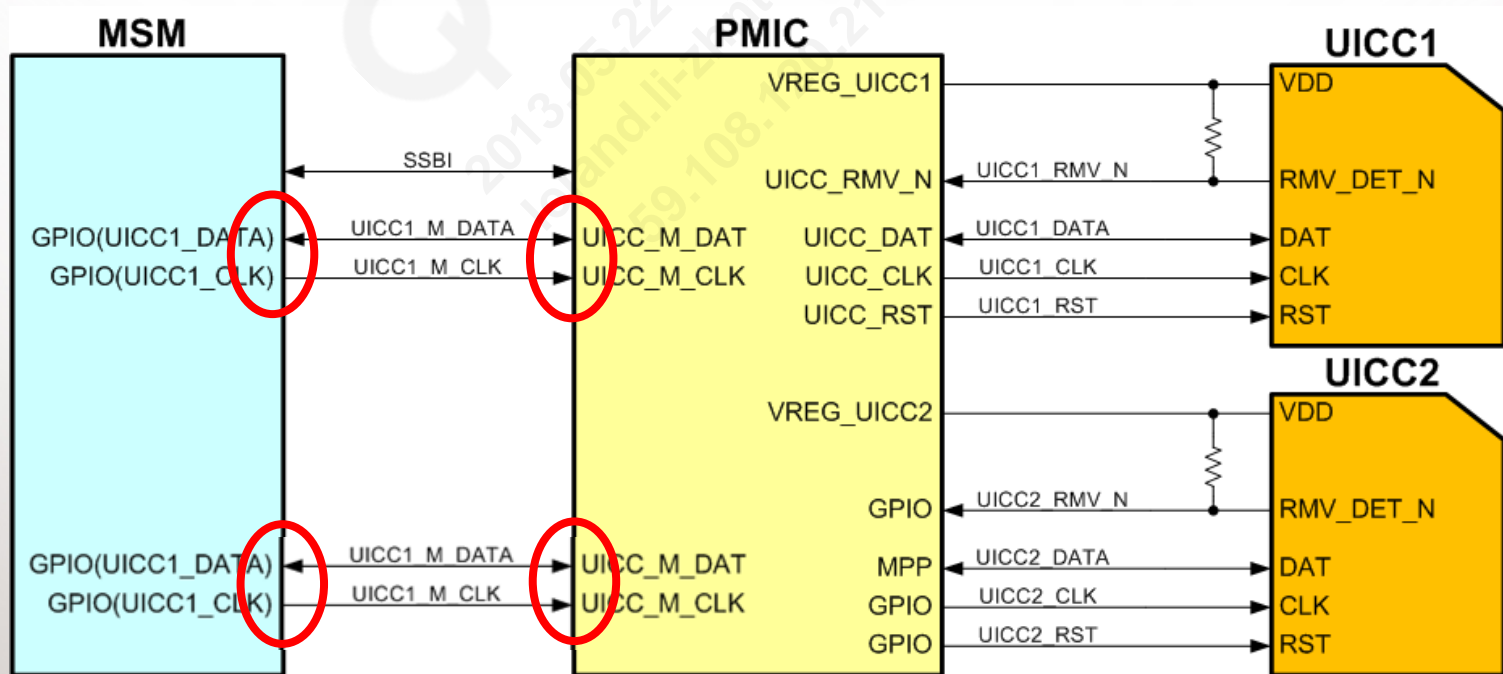 MSM
PMIC
UICC1
VREG_UICC1
VDD
SSBI
UICC_RMV_N
UICC1_RMV_N
RMV_DET_N
GPIO(UICC1_DATA)
UICC1_M_DATA
UICC_M_DAT
UICC_DAT
UICC1_DATA
DAT
GPIO(UICC1_CLK)
UICC1_M_CLK
UICC_M_CLK
UICC_CLK
UICC1_CLK
CLK
UICC_RST
UICC1_RST
RST
UICC2
VREG_UICC2
VDD
GPIO
UICC2_RMV_N
RMV_DET_N
GPIO(UICC1_DATA)
UICC1_M_DATA
UICC_M_DAT
MPP
UICC2_DATA
DAT
GPIO(UICC1_CLK)
UICC1_M_CLK
UICC_M_CLK
GPIO
UICC2_CLK
CLK
GPIO
UICC2_RST
RST